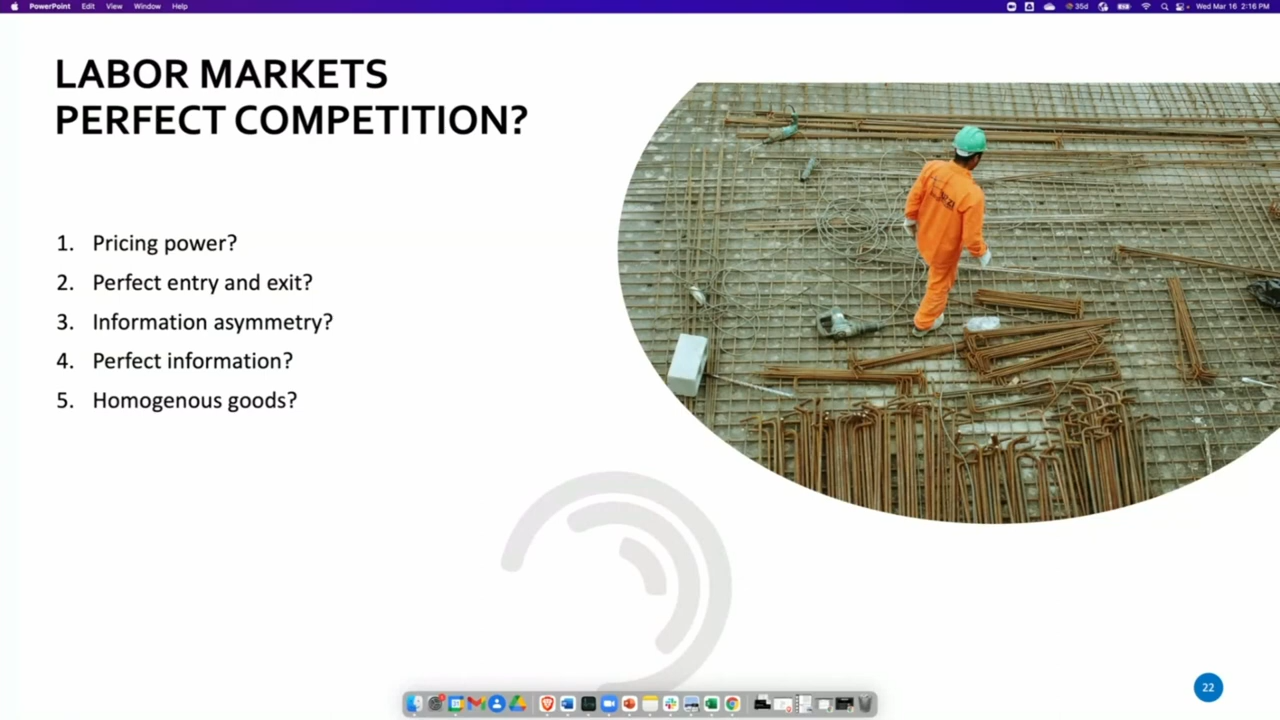 PowerPoint Edit View Window Help
35d Wed Mar 16 2:16 PM
LABOR MARKETS
PERFECT COMPETITION?
1. Pricing power?
2. Perfect entry and exit?
3. Information asymmetry?
4. Perfect information?
5. Homogenous goods?
22